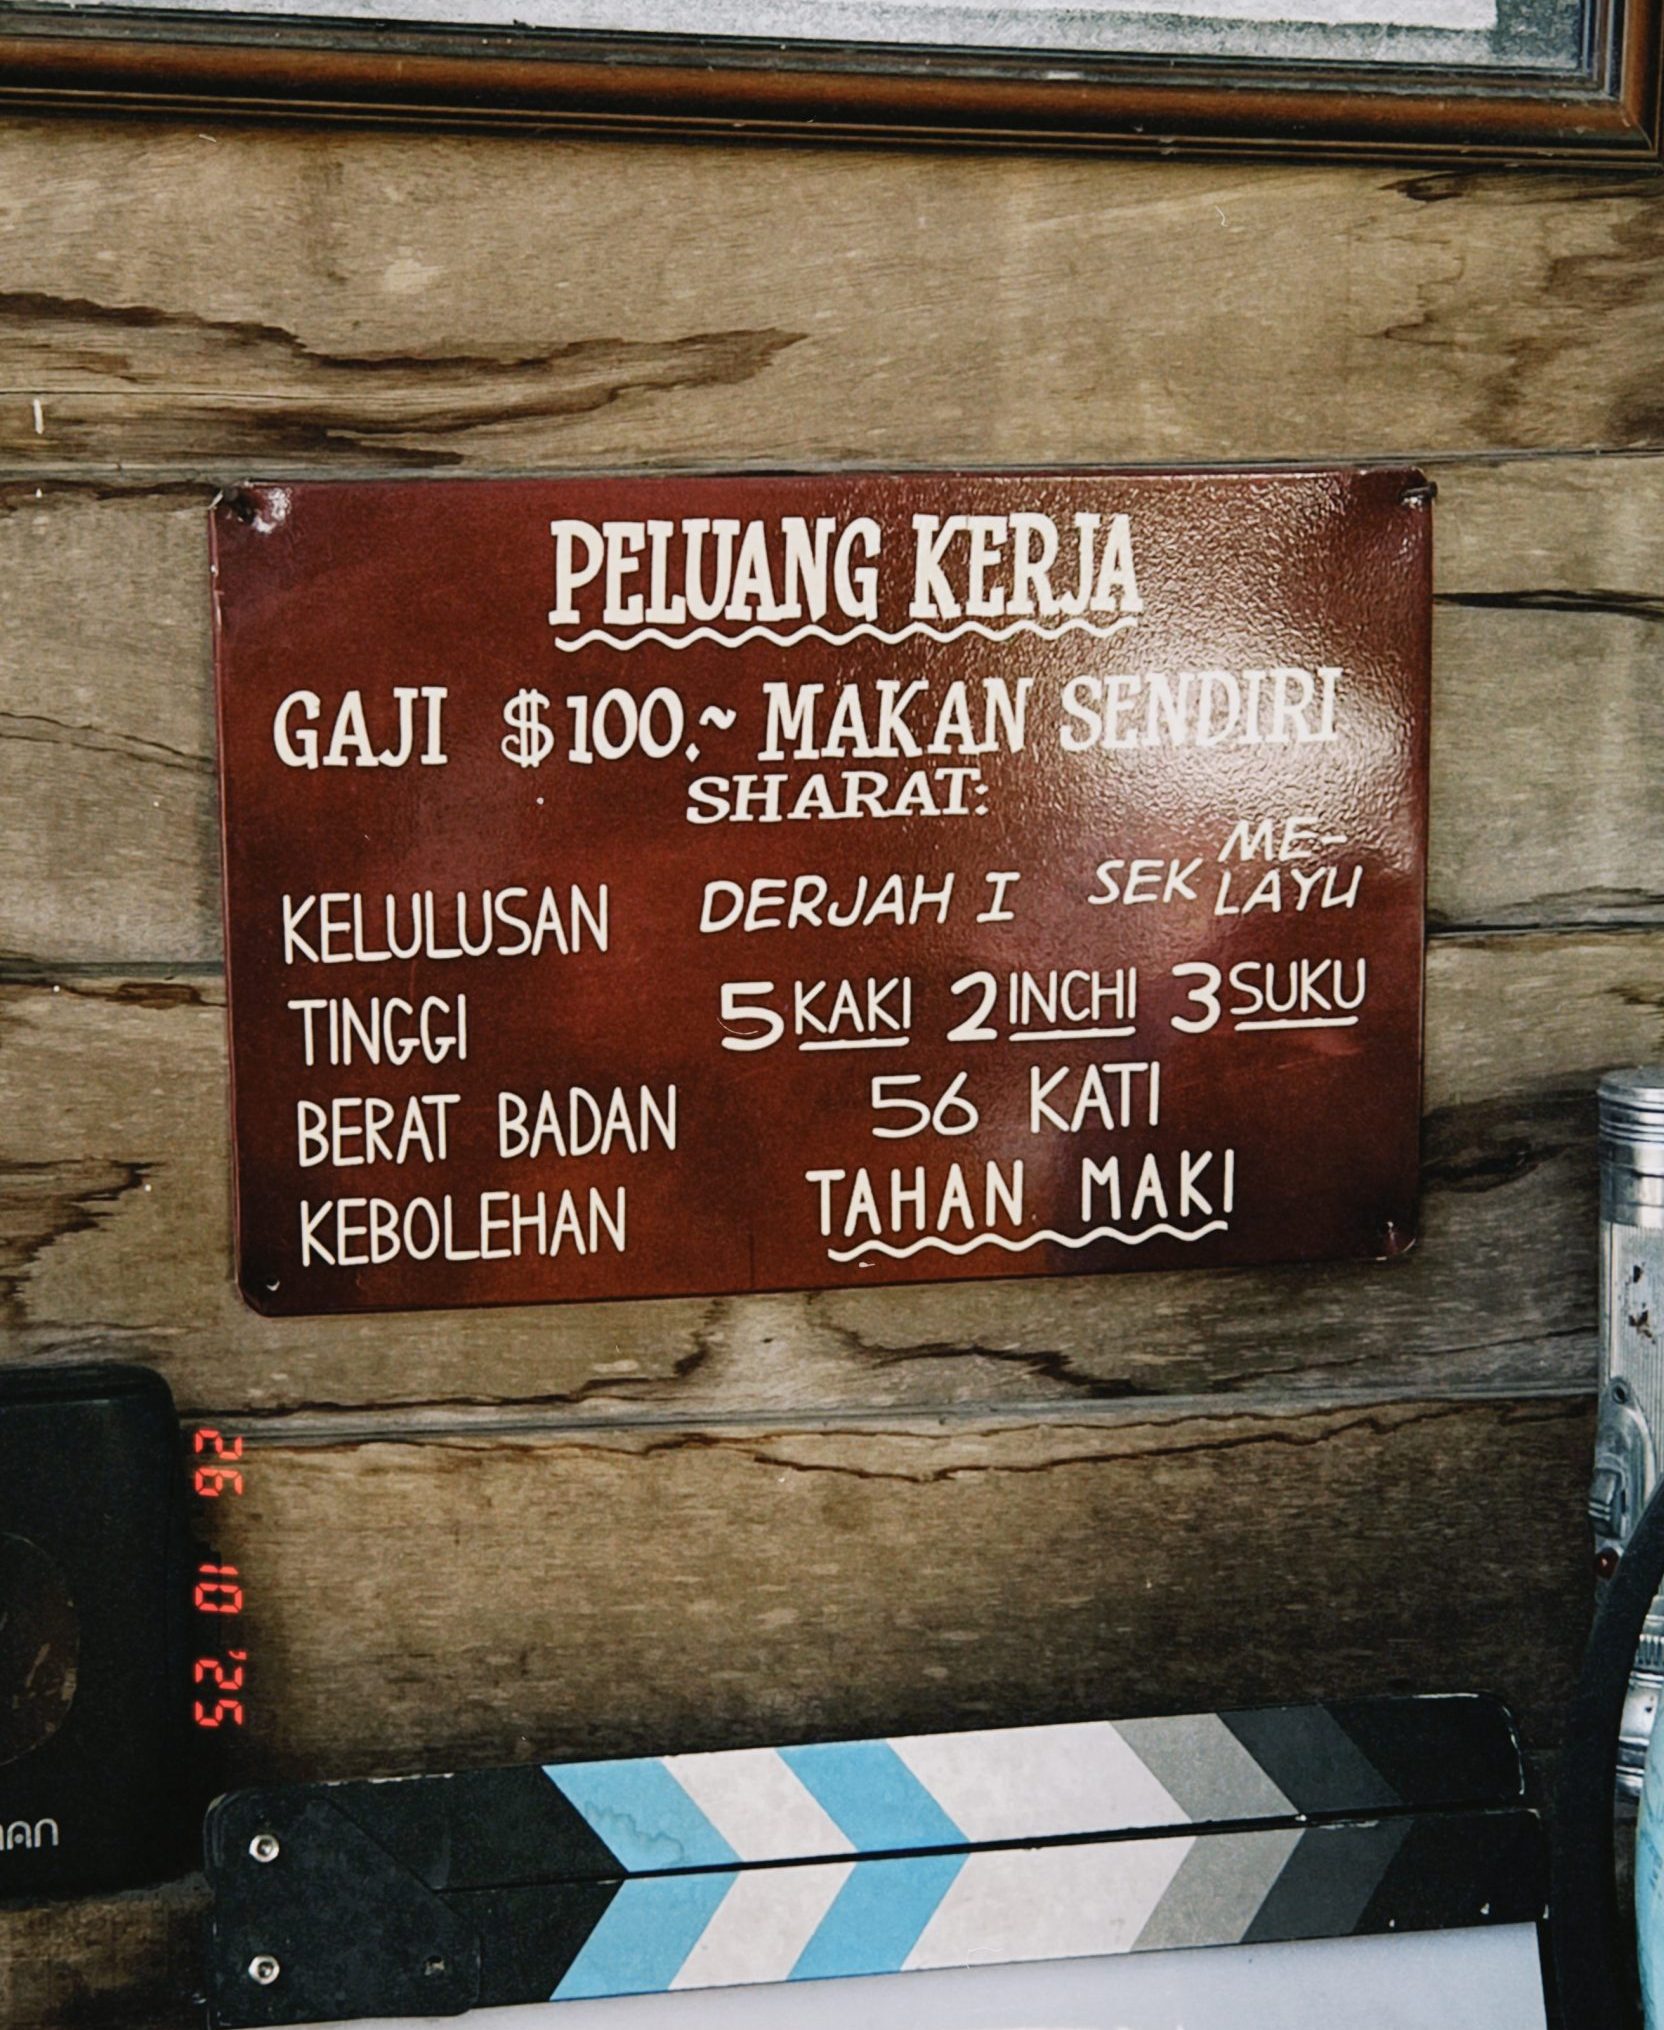 PELUANG KERJA
GAJI $100.~ MAKAN SENDIRI
SHARAT:
KELULUSAN DERJAH I SEK ME-
LAYU
TINGGI 5 KAKI 2 INCHI 3 SUKU
BERAT BADAN 56 KATI
KEBOLEHAN TAHAN MAKI
26 01 '25